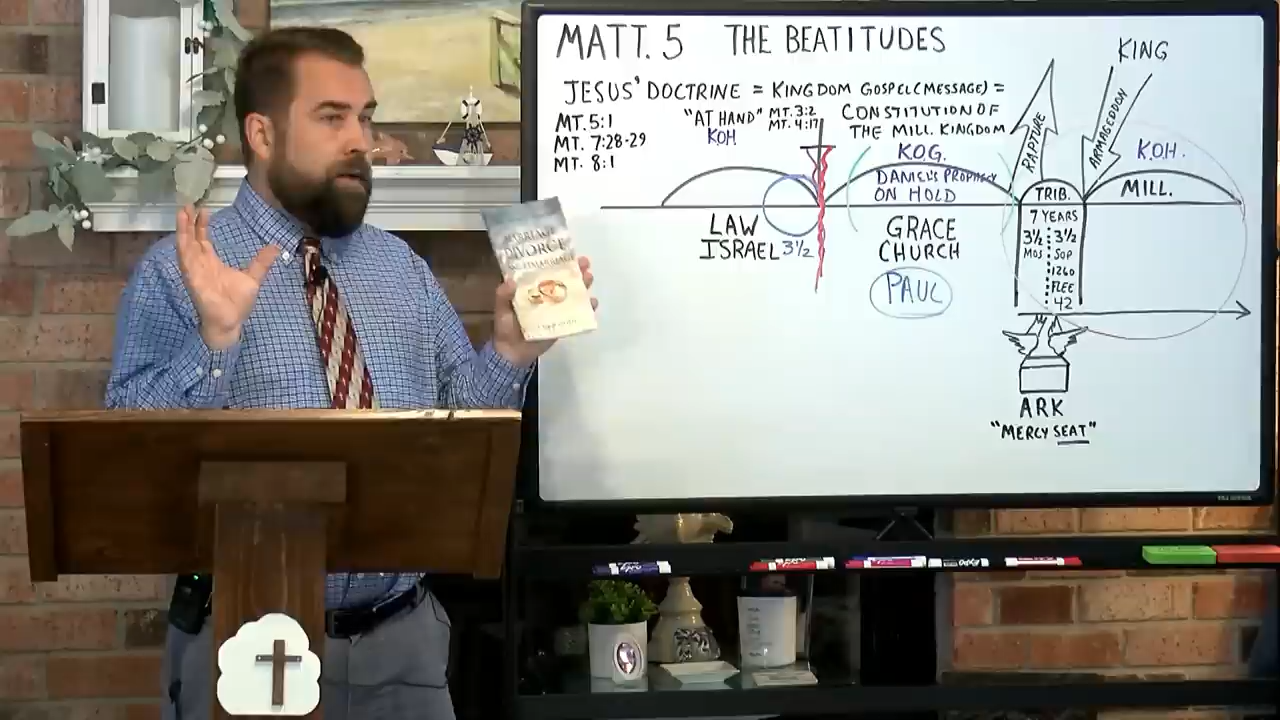 MATT. 5 THE BEATITUDES
JESUS' DOCTRINE = KINGDOM GOSPEL (MESSAGE) =
MT. 5:1
MT. 7:28-29
MT. 8:1
"AT HAND" MT. 3:2
MT. 4:17
KOH
CONSTITUTION OF
THE MILL. KINGDOM
K.O.G.
DANIEL'S PROPHECY
ON HOLD
LAW
ISRAEL 3½
GRACE
CHURCH
PAUL
RAPTURE
KING
ARMAGEDDON
K.O.H.
TRIB.
MILL.
7 YEARS
3½ 3½
MOS SOP
1260
FLEE
42
ARK
"MERCY SEAT"
MARRIAGE
DIVORCE